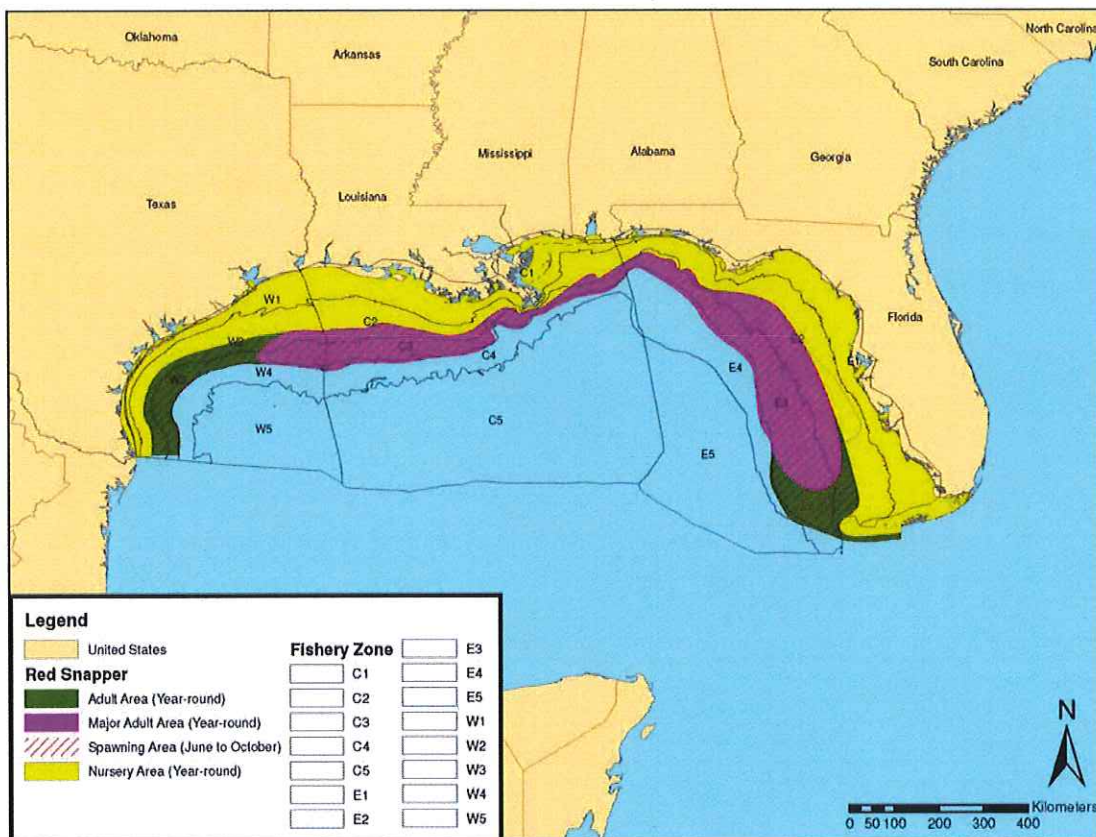 Oklahoma
Arkansas
North Carolina
South Carolina
Mississippi
Alabama
Georgia
Texas
Louisiana
Florida
C1
W1
C2
W2
C3
C4
W4
W3
E2
E1
E4
E3
W5
C5
E5
Legend
United States
Red Snapper
Adult Area (Year-round)
Major Adult Area (Year-round)
Spawning Area (June to October)
Nursery Area (Year-round)
Fishery Zone
C1
C2
C3
C4
C5
E1
E2
E3
E4
E5
W1
W2
W3
W4
W5
N
Kilometers
0 50 100 200 300 400